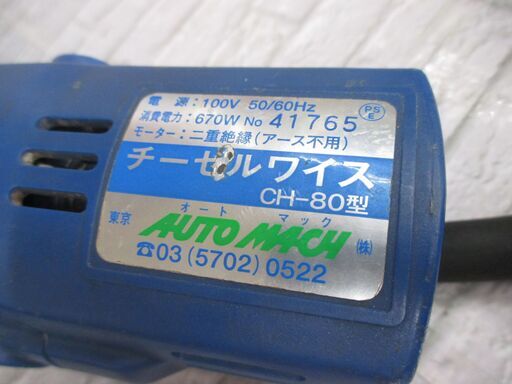 電 源：100V 50/60Hz
消費電力：670W No 41765
PS E
モーター：二重絶縁(アース不用)
チーゼルワイス
CH-80型
オート マック
東京 AUTO MACH ㈱
☎03(5702)0522